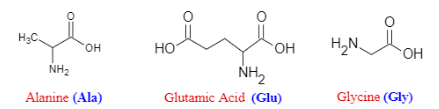 O
H₃C
OH
NH₂
Alanine (Ala)
O
O
HO
OH
NH₂
Glutamic Acid (Glu)
O
H₂N
OH
Glycine (Gly)